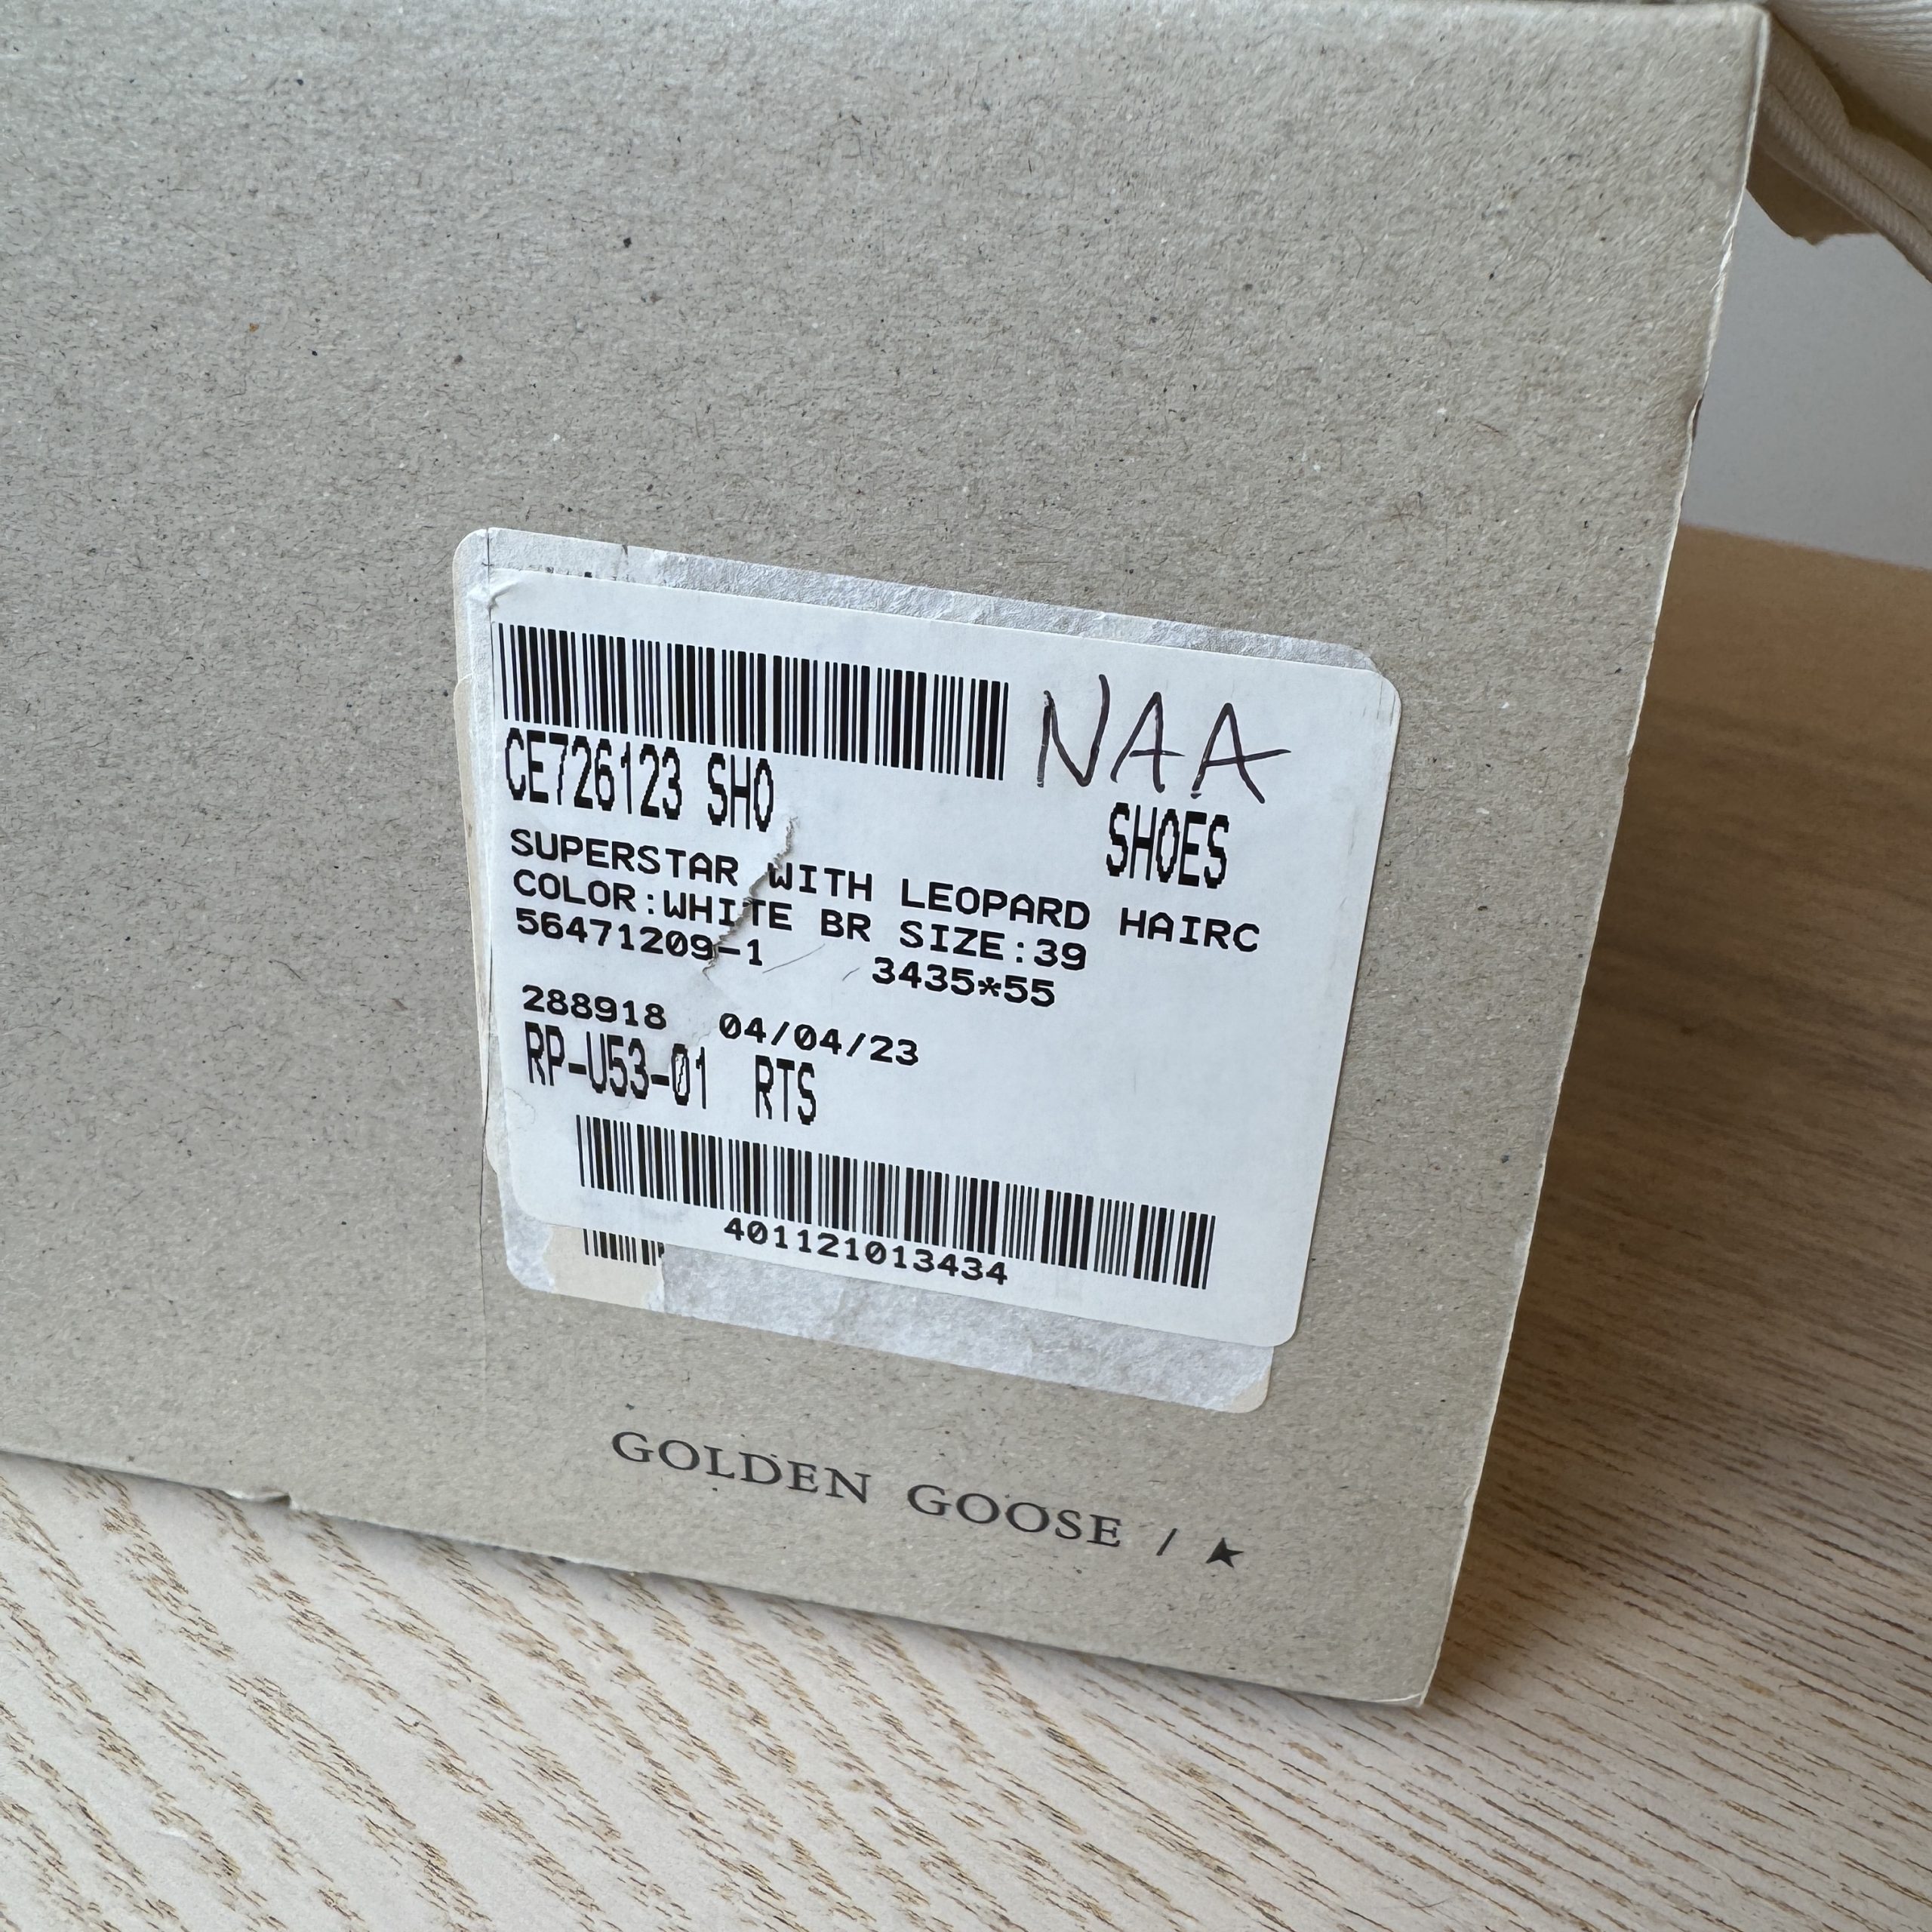 NAA
CE726123 SHO
SHOES
SUPERSTAR WITH LEOPARD HAIRC
COLOR:WHITE BR SIZE:39
56471209-1 3435*55
288918 04/04/23
RP-U53-01 RTS
401121013434
GOLDEN GOOSE / ★